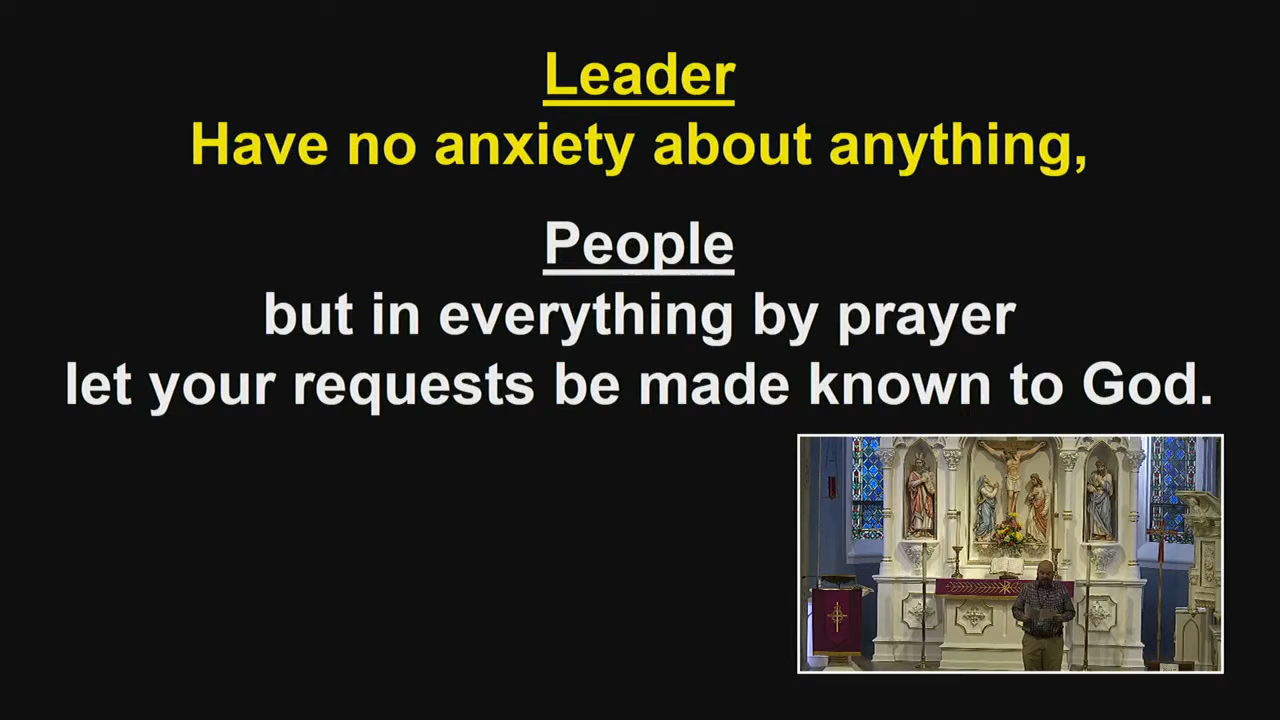 Leader
Have no anxiety about anything,
People
but in everything by prayer
let your requests be made known to God.